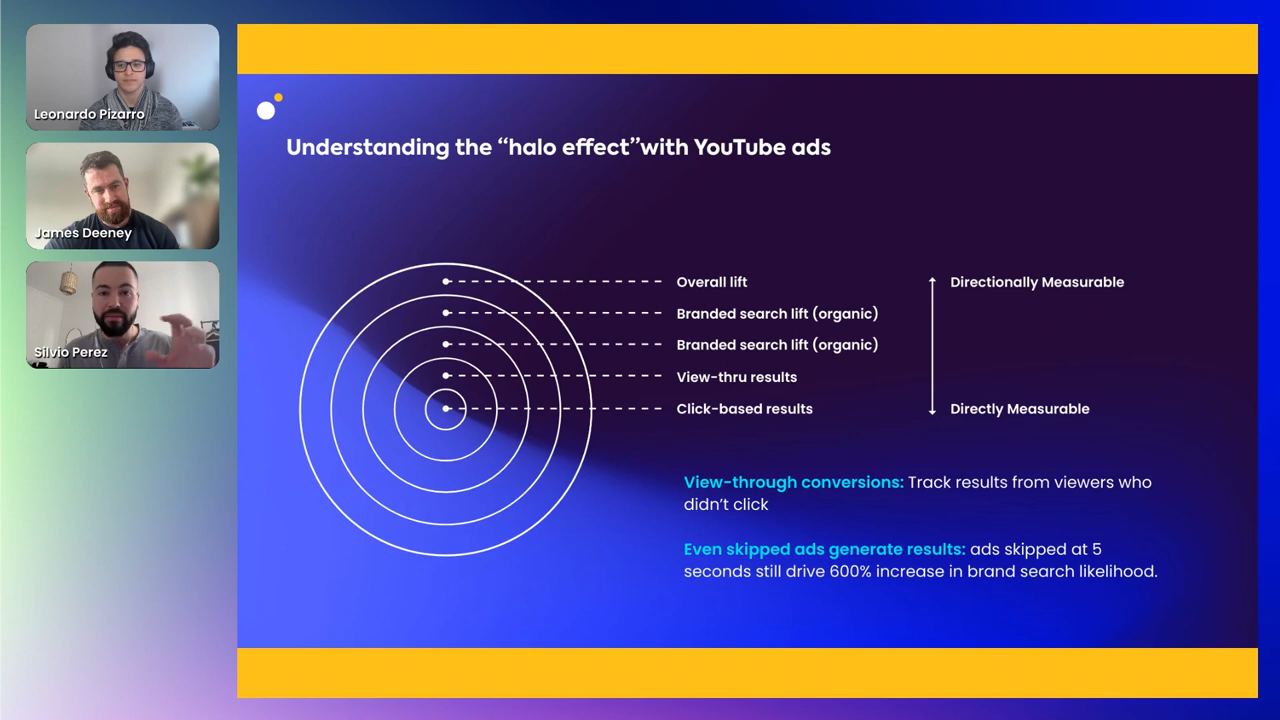 Leonardo Pizarro
James Deeney
Silvio Perez
Understanding the “halo effect”with YouTube ads
Overall lift
Branded search lift (organic)
Branded search lift (organic)
View-thru results
Click-based results
Directionally Measurable
Directly Measurable
View-through conversions: Track results from viewers who
didn’t click
Even skipped ads generate results: ads skipped at 5
seconds still drive 600% increase in brand search likelihood.